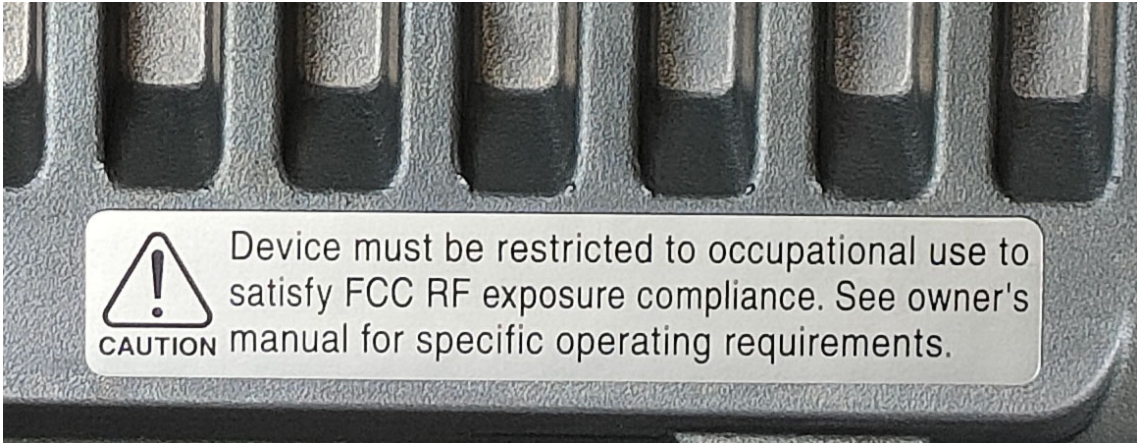 Device must be restricted to occupational use to
satisfy FCC RF exposure compliance. See owner's
manual for specific operating requirements.
CAUTION